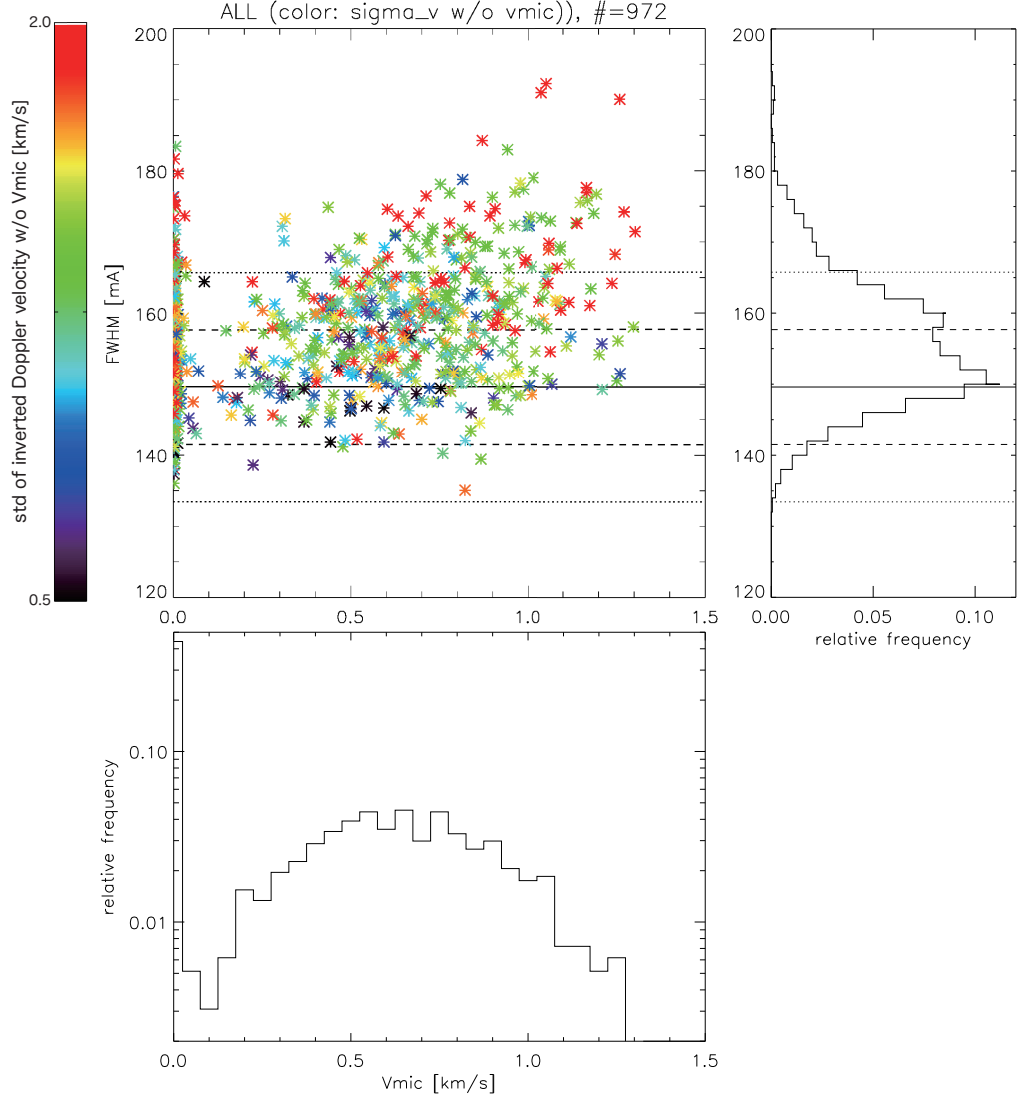 ALL (color: sigma_v w/o vmic)), #=972
2.0
std of inverted Doppler velocity w/o Vmic [km/s]
0.5
FWHM [mA]
200
180
160
140
120
0.0 0.5 1.0 1.5
200
180
160
140
120
0.00 0.05 0.10
relative frequency
relative frequency
0.10
0.01
0.0 0.5 1.0 1.5
Vmic [km/s]